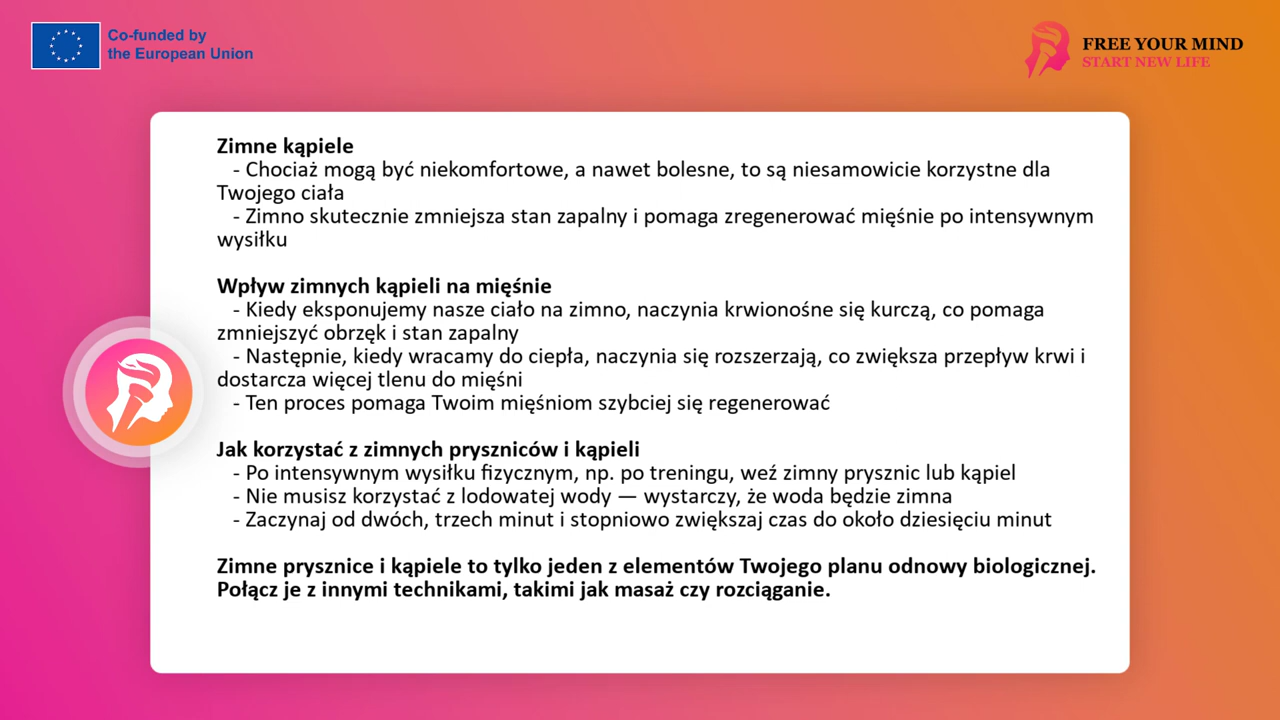 Co-funded by
the European Union
FREE YOUR MIND
START NEW LIFE
Zimne kąpiele
- Chociaż mogą być niekomfortowe, a nawet bolesne, to są niesamowicie korzystne dla
Twojego ciała
- Zimno skutecznie zmniejsza stan zapalny i pomaga zregenerować mięśnie po intensywnym
wysiłku
Wpływ zimnych kąpieli na mięśnie
- Kiedy eksponujemy nasze ciało na zimno, naczynia krwionośne się kurczą, co pomaga
zmniejszyć obrzęk i stan zapalny
- Następnie, kiedy wracamy do ciepła, naczynia się rozszerzają, co zwiększa przepływ krwi i
dostarcza więcej tlenu do mięśni
- Ten proces pomaga Twoim mięśniom szybciej się regenerować
Jak korzystać z zimnych pryszniców i kąpieli
- Po intensywnym wysiłku fizycznym, np. po treningu, weź zimny prysznic lub kąpiel
- Nie musisz korzystać z lodowatej wody — wystarczy, że woda będzie zimna
- Zaczynaj od dwóch, trzech minut i stopniowo zwiększaj czas do około dziesięciu minut
Zimne prysznice i kąpiele to tylko jeden z elementów Twojego planu odnowy biologicznej.
Połącz je z innymi technikami, takimi jak masaż czy rozciąganie.